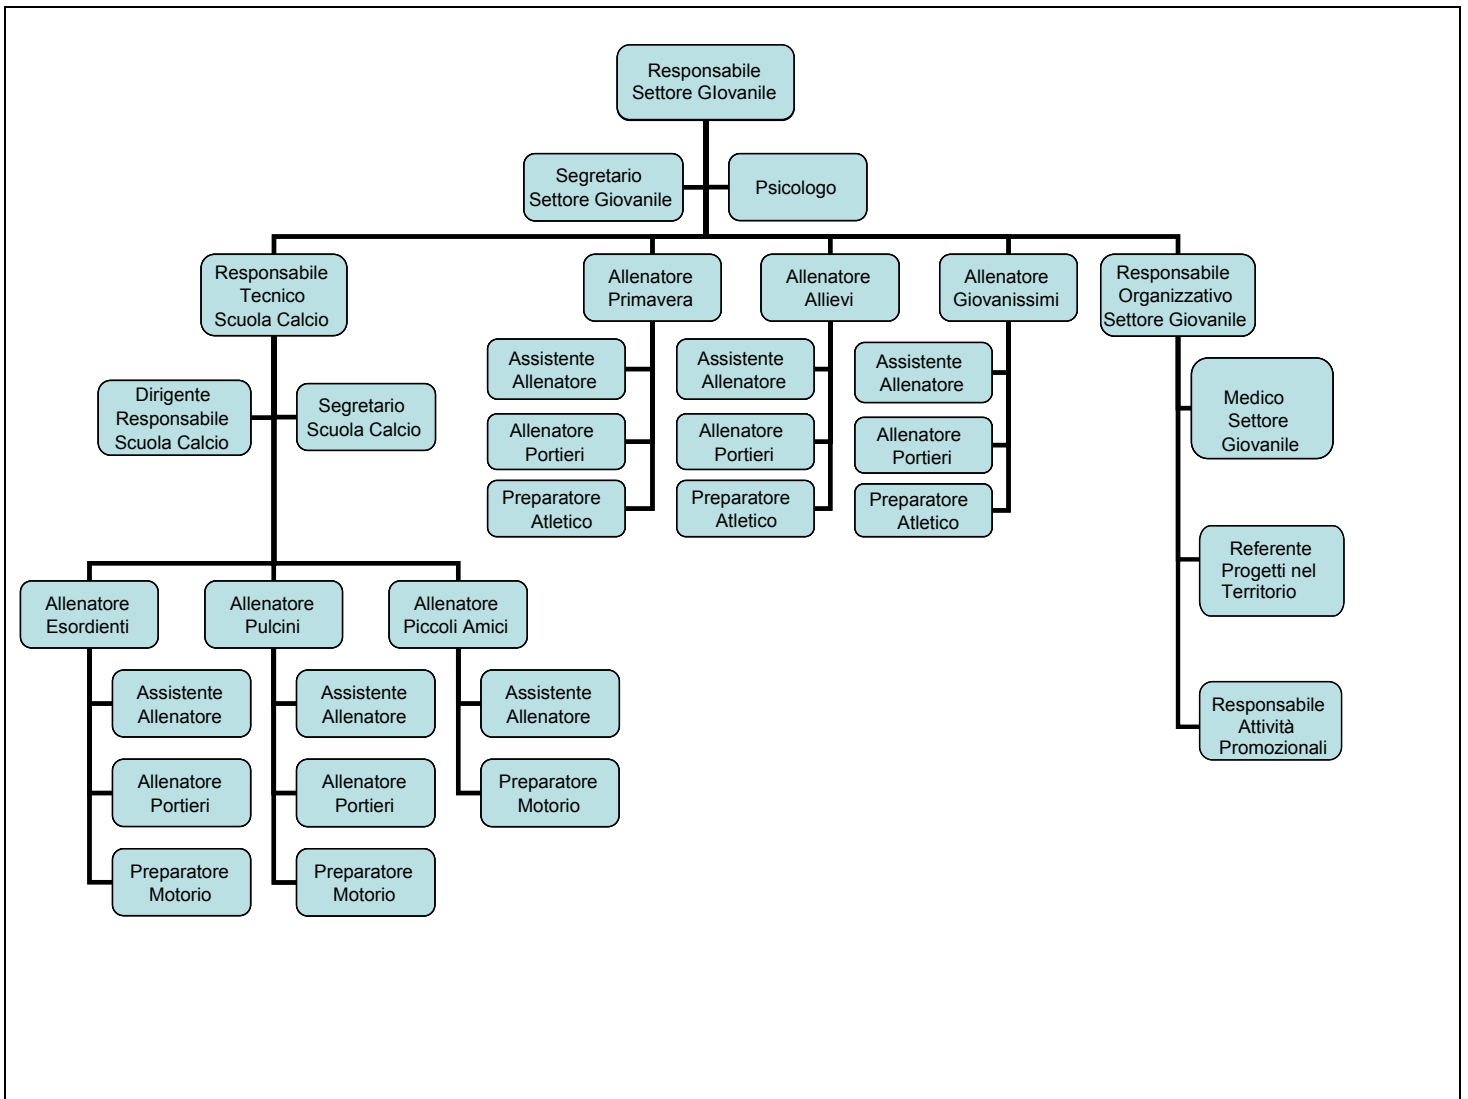 Responsabile
Settore GIovanile
Segretario
Settore Giovanile
Psicologo
Responsabile
Tecnico
Scuola Calcio
Allenatore
Primavera
Allenatore
Allievi
Allenatore
Giovanissimi
Responsabile
Organizzativo
Settore Giovanile
Dirigente
Responsabile
Scuola Calcio
Segretario
Scuola Calcio
Assistente
Allenatore
Allenatore
Portieri
Preparatore
Atletico
Assistente
Allenatore
Allenatore
Portieri
Preparatore
Atletico
Assistente
Allenatore
Allenatore
Portieri
Preparatore
Atletico
Medico
Settore
Giovanile
Referente
Progetti nel
Territorio
Responsabile
Attività
Promozionali
Allenatore
Esordienti
Allenatore
Pulcini
Allenatore
Piccoli Amici
Assistente
Allenatore
Allenatore
Portieri
Preparatore
Motorio
Assistente
Allenatore
Allenatore
Portieri
Preparatore
Motorio
Assistente
Allenatore
Preparatore
Motorio